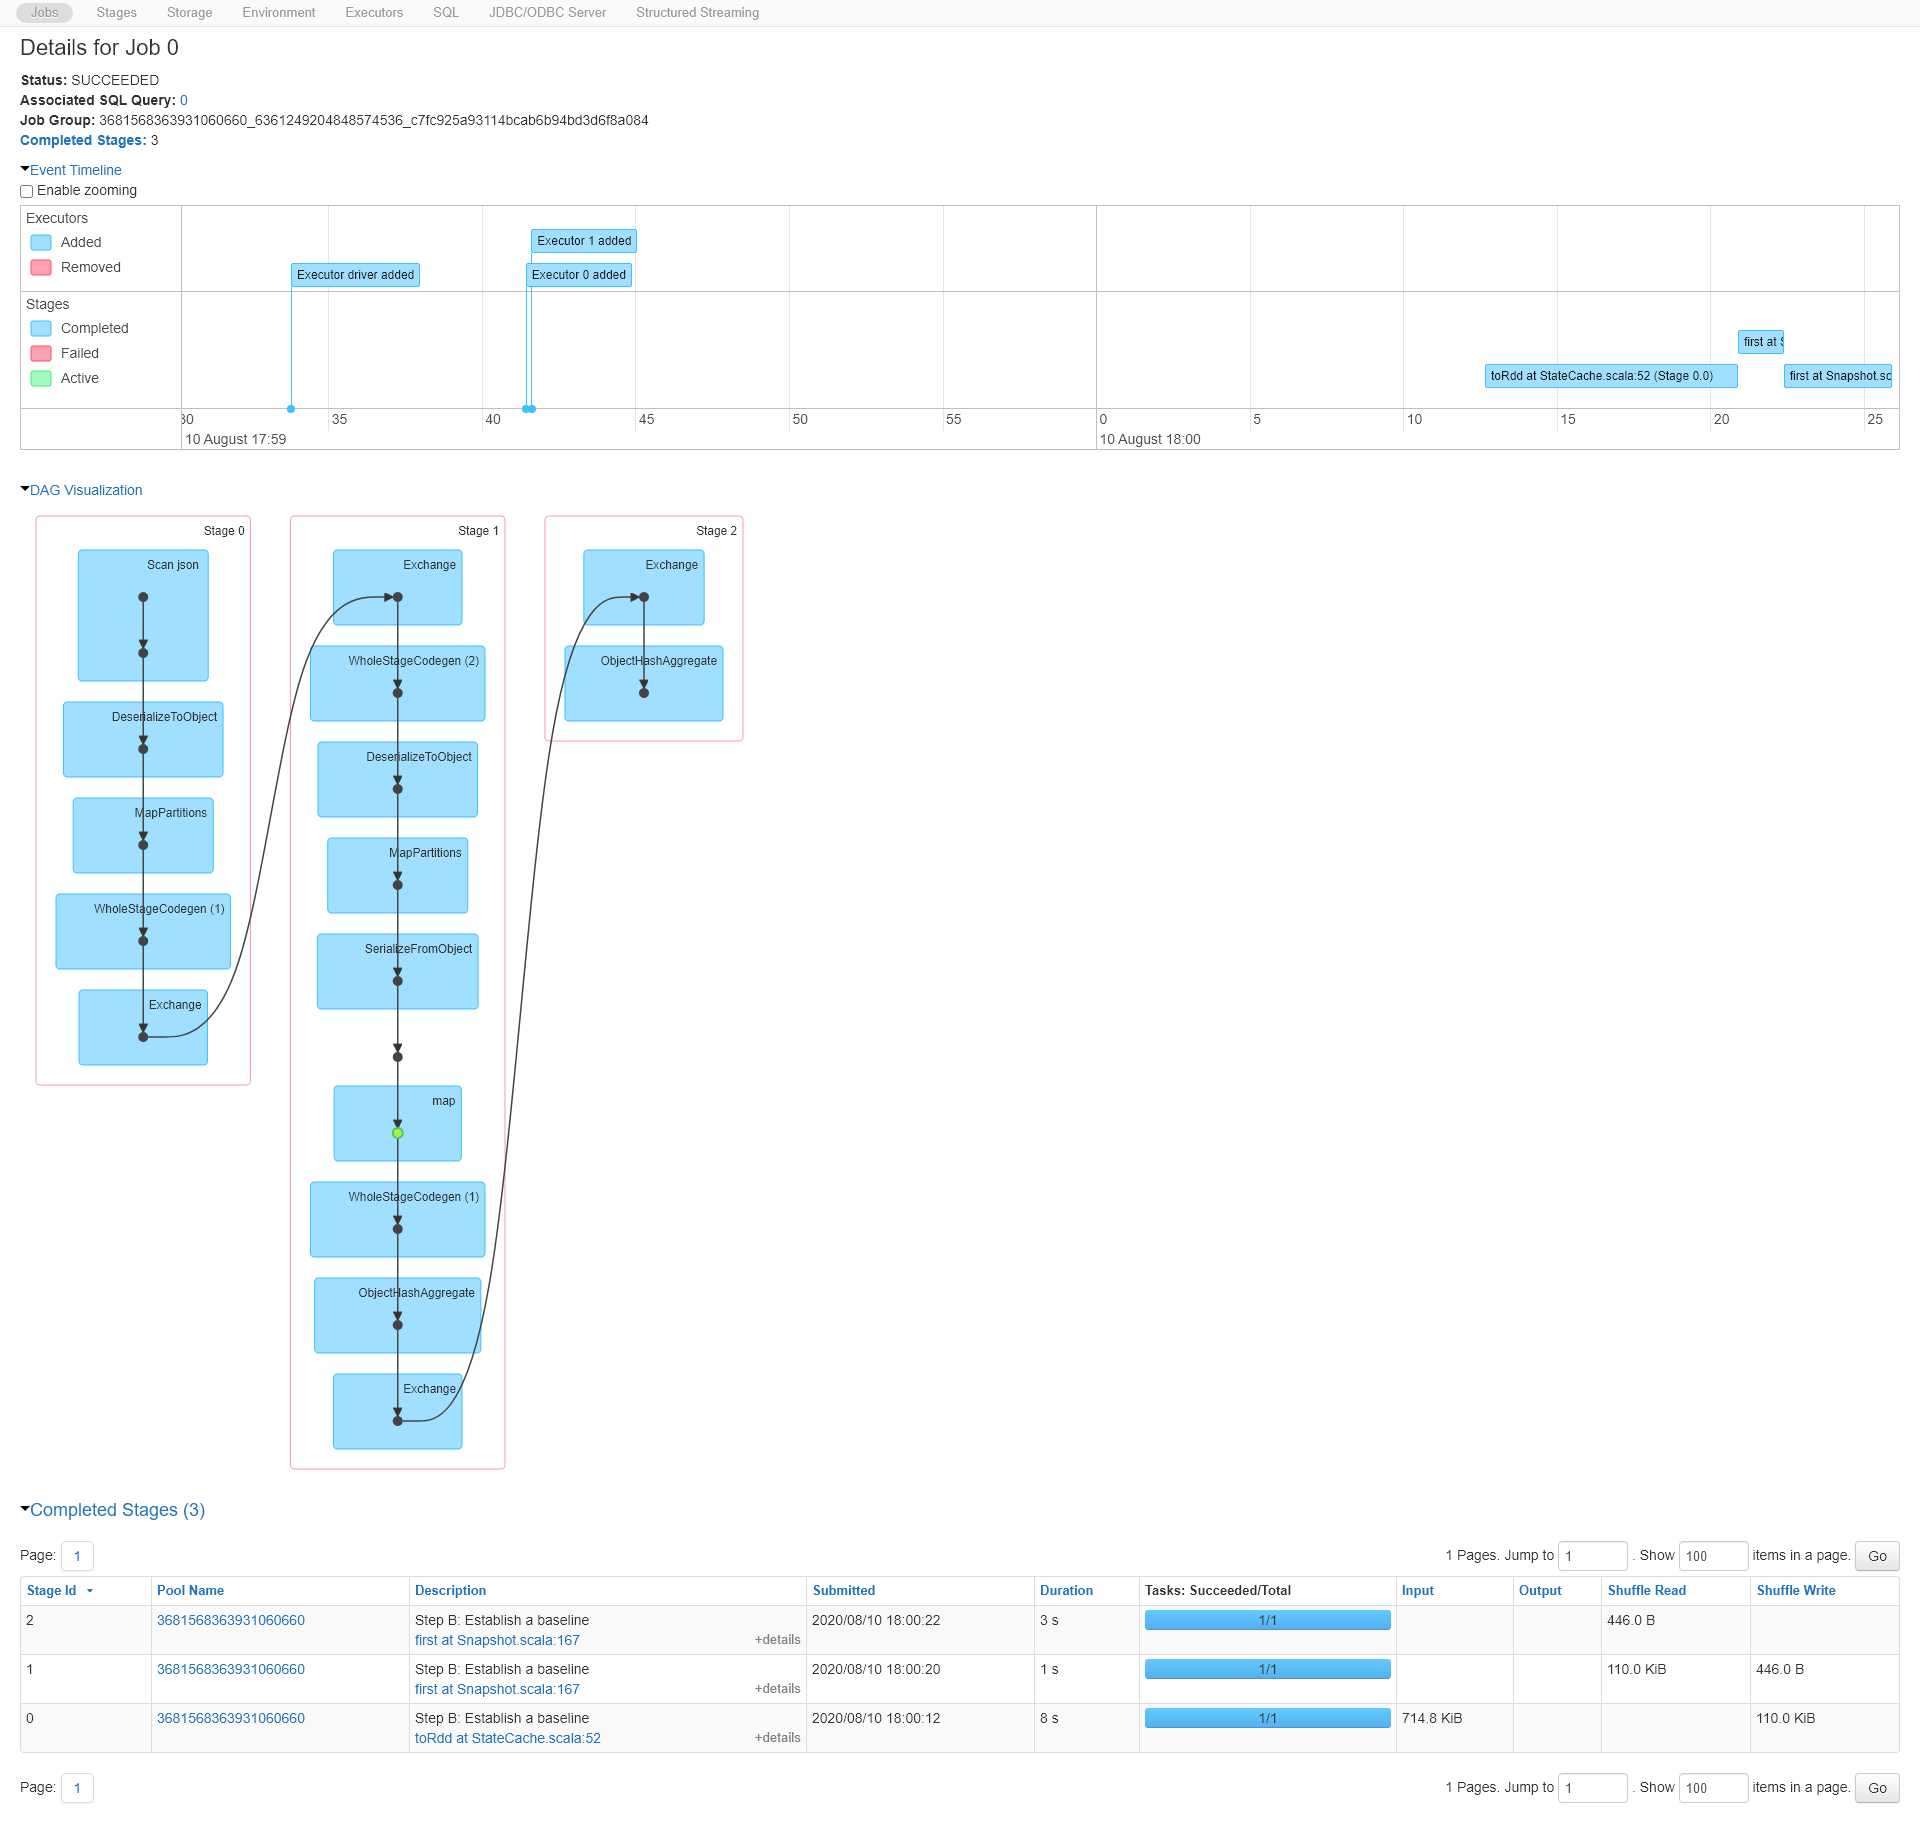 Jobs Stages Storage Environment Executors SQL JDBC/ODBC Server Structured Streaming
Details for Job 0
Status: SUCCEEDED
Associated SQL Query: 0
Job Group: 3681568363931060660_6361249204848574536_c7fc925a93114bcab6b94bd3d6f8a084
Completed Stages: 3
Event Timeline
Enable zooming
Executors
Added
Removed
Executor 1 added
Executor driver added
Executor 0 added
Stages
Completed
Failed
Active
first at S
toRdd at StateCache.scala:52 (Stage 0.0)
first at Snapshot.sc
30 35 40 45 50 55 0 5 10 15 20 25
10 August 17:59 10 August 18:00
DAG Visualization
Stage 0
Scan json
DeserializeToObject
MapPartitions
WholeStageCodegen (1)
Exchange
Stage 1
Exchange
WholeStageCodegen (2)
DeserializeToObject
MapPartitions
SerializeFromObject
map
WholeStageCodegen (1)
ObjectHashAggregate
Exchange
Stage 2
Exchange
ObjectHashAggregate
Completed Stages (3)
Page: 1 1 Pages. Jump to 1 . Show 100 items in a page. Go
Stage Id Pool Name Description Submitted Duration Tasks: Succeeded/Total Input Output Shuffle Read Shuffle Write
2 3681568363931060660 Step B: Establish a baseline 2020/08/10 18:00:22 3 s 1/1 446.0 B
first at Snapshot.scala:167 +details
1 3681568363931060660 Step B: Establish a baseline 2020/08/10 18:00:20 1 s 1/1 110.0 KiB 446.0 B
first at Snapshot.scala:167 +details
0 3681568363931060660 Step B: Establish a baseline 2020/08/10 18:00:12 8 s 1/1 714.8 KiB 110.0 KiB
toRdd at StateCache.scala:52 +details
Page: 1 1 Pages. Jump to 1 . Show 100 items in a page. Go